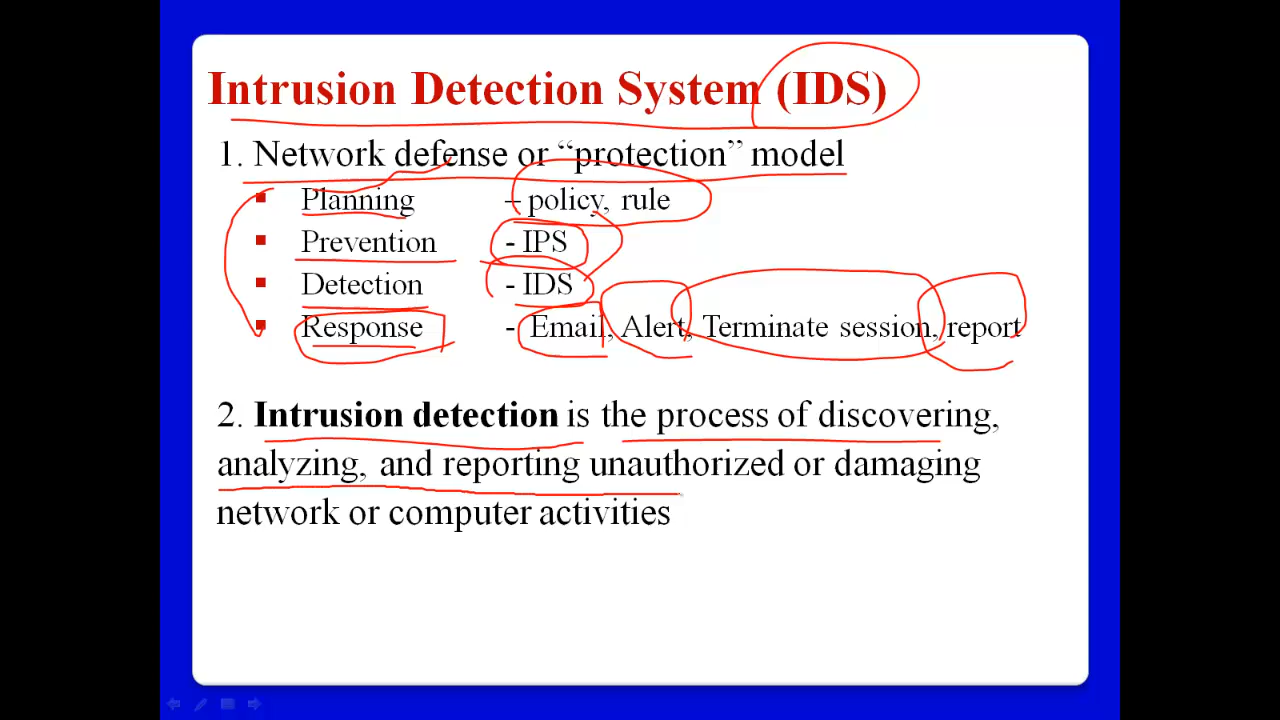 Intrusion Detection System (IDS)
1. Network defense or “protection” model
▪ Planning – policy, rule
▪ Prevention - IPS
▪ Detection - IDS
▪ Response - Email, Alert, Terminate session, report
2. Intrusion detection is the process of discovering,
analyzing, and reporting unauthorized or damaging
network or computer activities